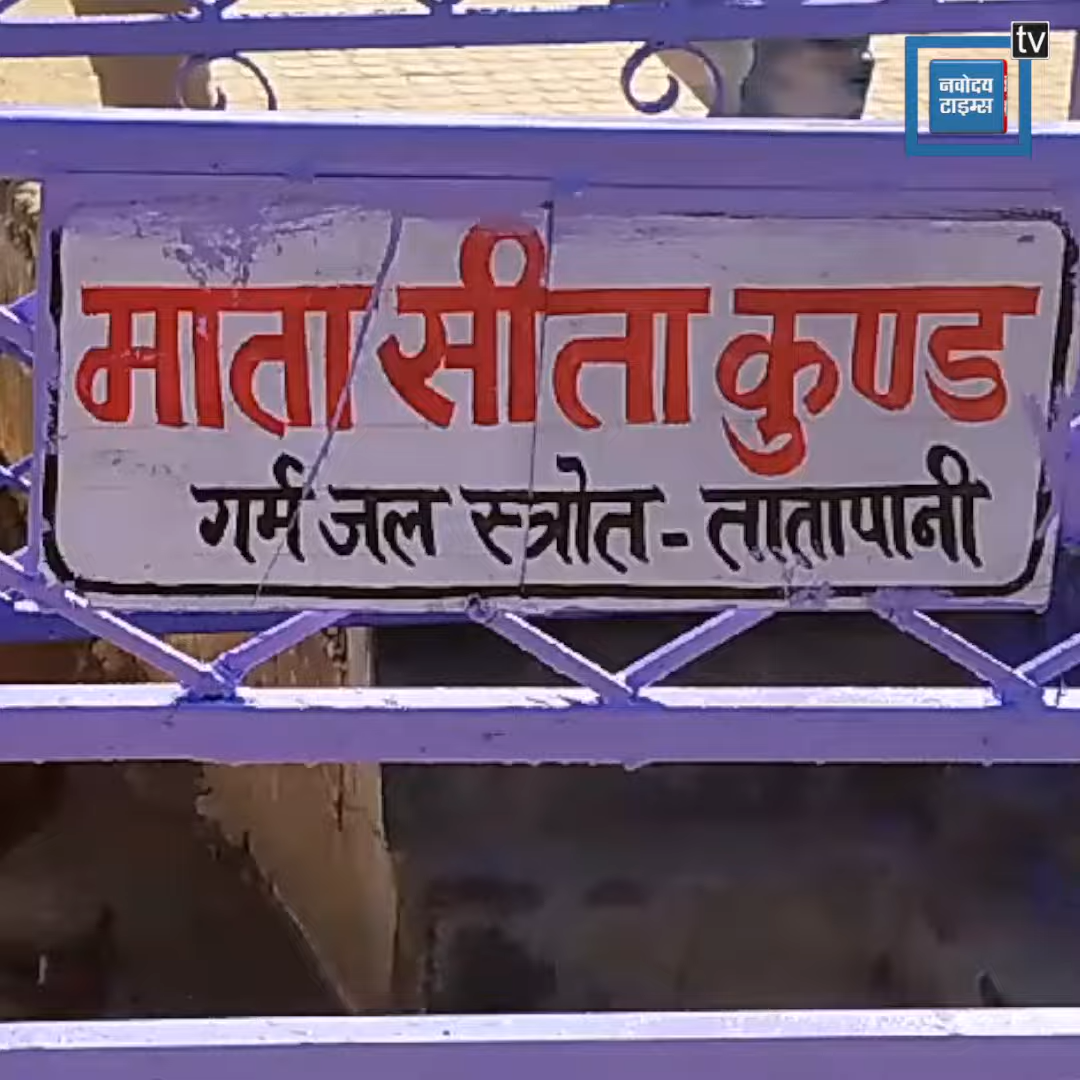 tv
नवोदय
टाइम्स
माता सीता कुण्ड
गर्म जल स्त्रोत - तातापानी